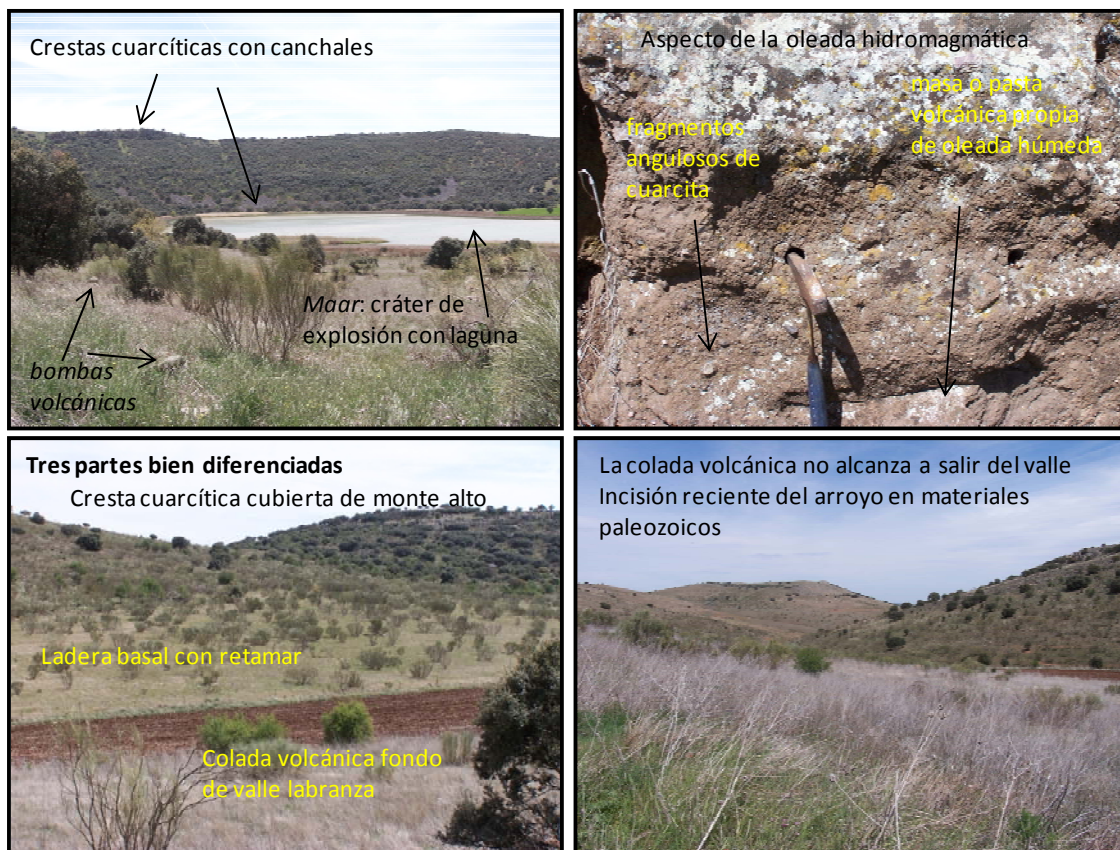 Crestas cuarcíticas con canchales
Maar: cráter de
explosión con laguna
bombas
volcánicas
Aspecto de la oleada hidromagmática
masa o pasta
volcánica propia
de oleada húmeda
fragmentos
angulosos de
cuarcita
Tres partes bien diferenciadas
Cresta cuarcítica cubierta de monte alto
Ladera basal con retamar
Colada volcánica fondo
de valle labranza
La colada volcánica no alcanza a salir del valle
Incisión reciente del arroyo en materiales
paleozoicos